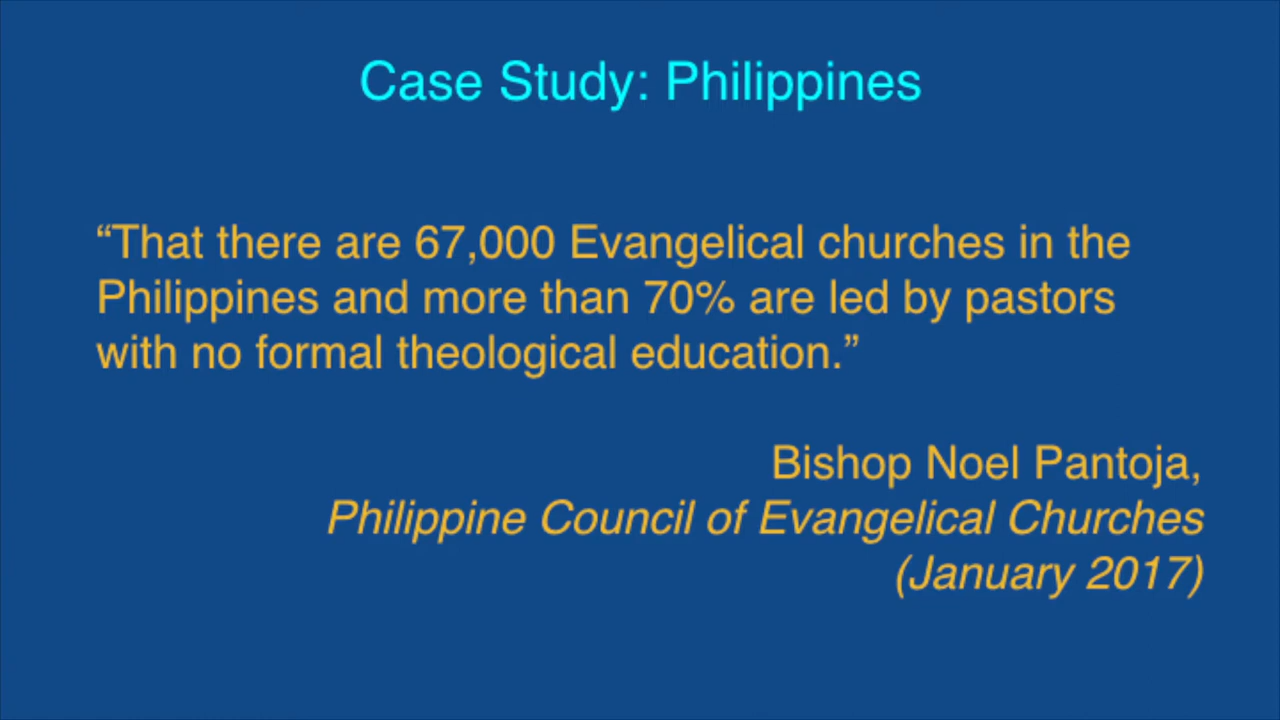 Case Study: Philippines
“That there are 67,000 Evangelical churches in the
Philippines and more than 70% are led by pastors
with no formal theological education.”
Bishop Noel Pantoja,
Philippine Council of Evangelical Churches
(January 2017)